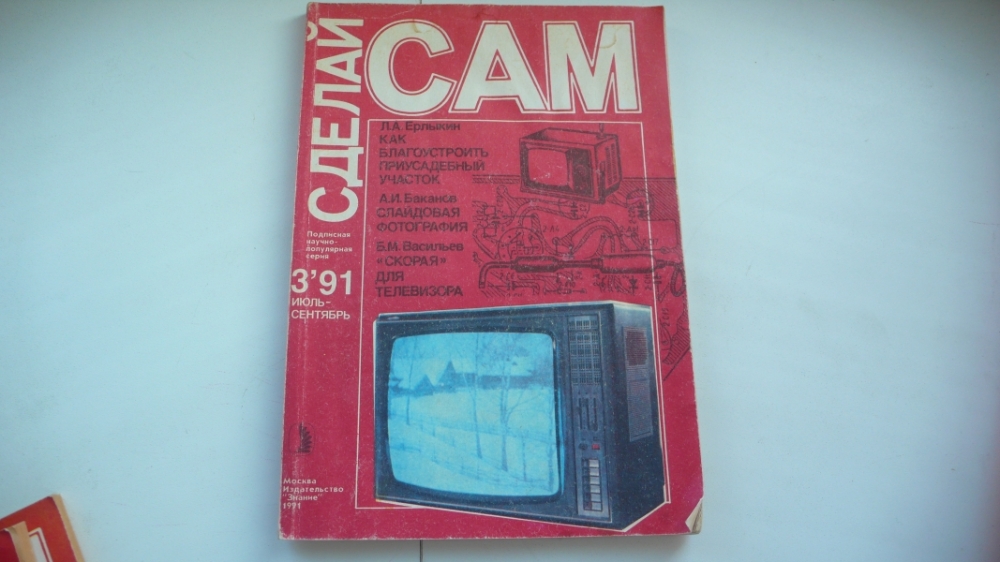 СДЕЛАЙ
САМ
Л.А. Ерлыкин
КАК
БЛАГОУСТРОИТЬ
ПРИУСАДЕБНЫЙ
УЧАСТОК
А.И. Баканов
СЛАЙДОВАЯ
ФОТОГРАФИЯ
Б.М. Васильев
«СКОРАЯ»
ДЛЯ
ТЕЛЕВИЗОРА
Подписная
научно-
популярная
серия
3'91
ИЮЛЬ-
СЕНТЯБРЬ
Москва
Издательство
"Знание"
1991